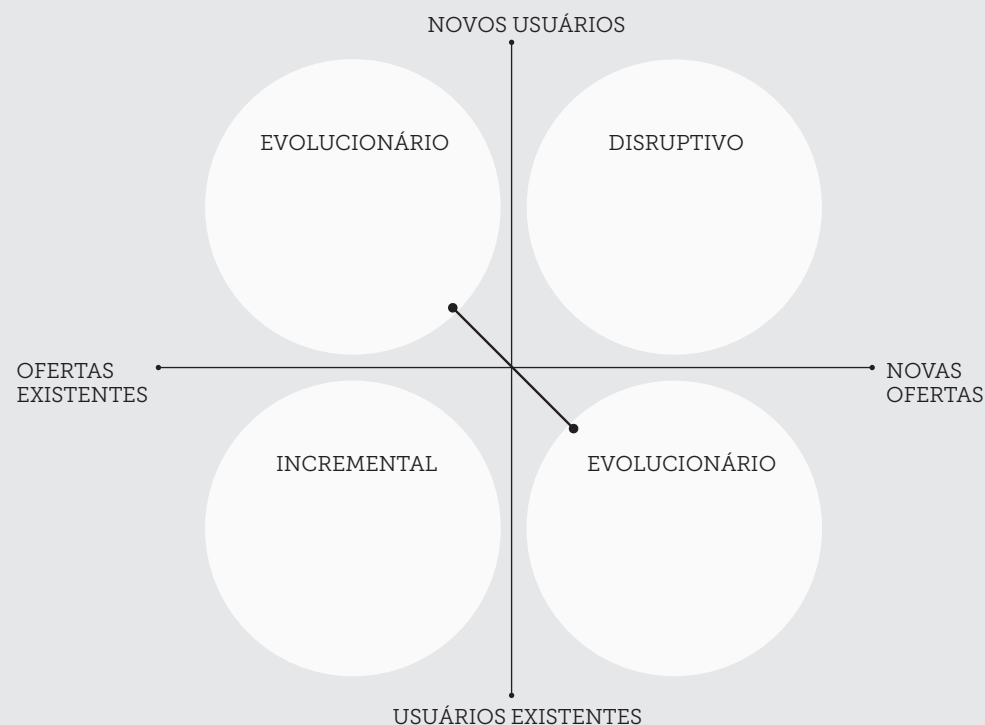 NOVOS USUÁRIOS
EVOLUCIONÁRIO
DISRUPTIVO
OFERTAS
EXISTENTES
NOVAS
OFERTAS
INCREMENTAL
EVOLUCIONÁRIO
USUÁRIOS EXISTENTES